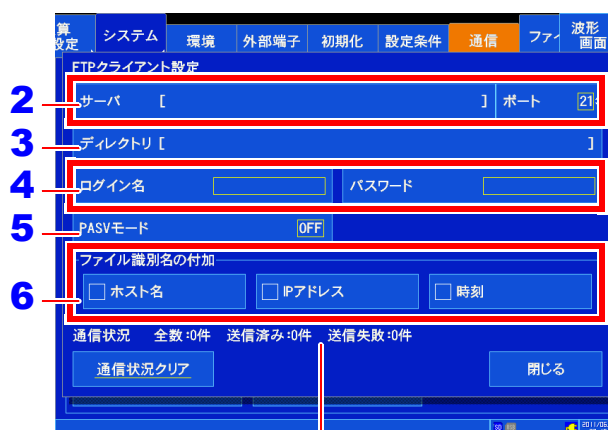 算
設定 システム 環境 外部端子 初期化 設定条件 通信 ファイ 波形
画面
FTPクライアント設定
2 サーバ [ ] ポート 21
3 ディレクトリ [ ]
4 ログイン名 パスワード
5 PASVモード OFF
ファイル識別名の付加
6 ホスト名 IPアドレス 時刻
通信状況 全数:0件 送信済み:0件 送信失敗:0件
通信状況クリア 閉じる
SD